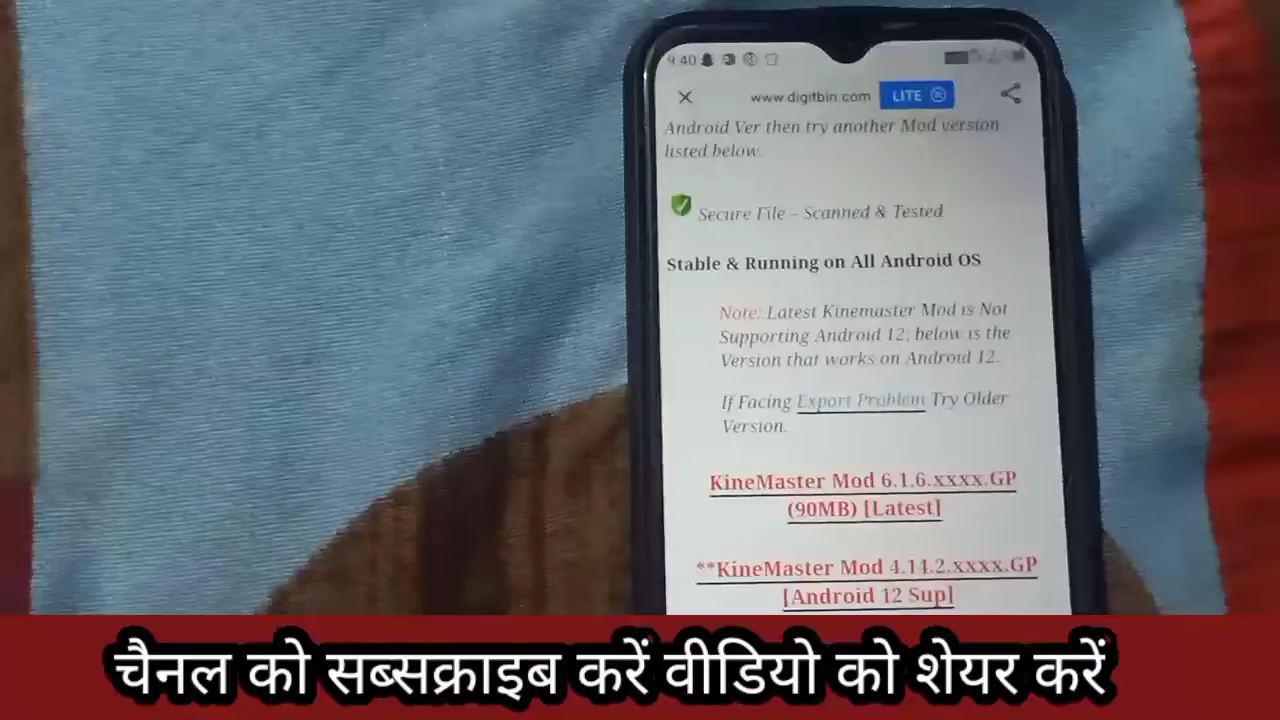 9 40
www.digitbin.com LITE
Android Ver then try another Mod version
listed below.
Secure File – Scanned & Tested
Stable & Running on All Android OS
Note: Latest Kinemaster Mod is Not
Supporting Android 12; below is the
Version that works on Android 12.
If Facing Export Problem Try Older
Version.
KineMaster Mod 6.1.6.xxxx.GP
(90MB) [Latest]
**KineMaster Mod 4.14.2.xxxx.GP
[Android 12 Sup]
चैनल को सब्सक्राइब करें वीडियो को शेयर करें